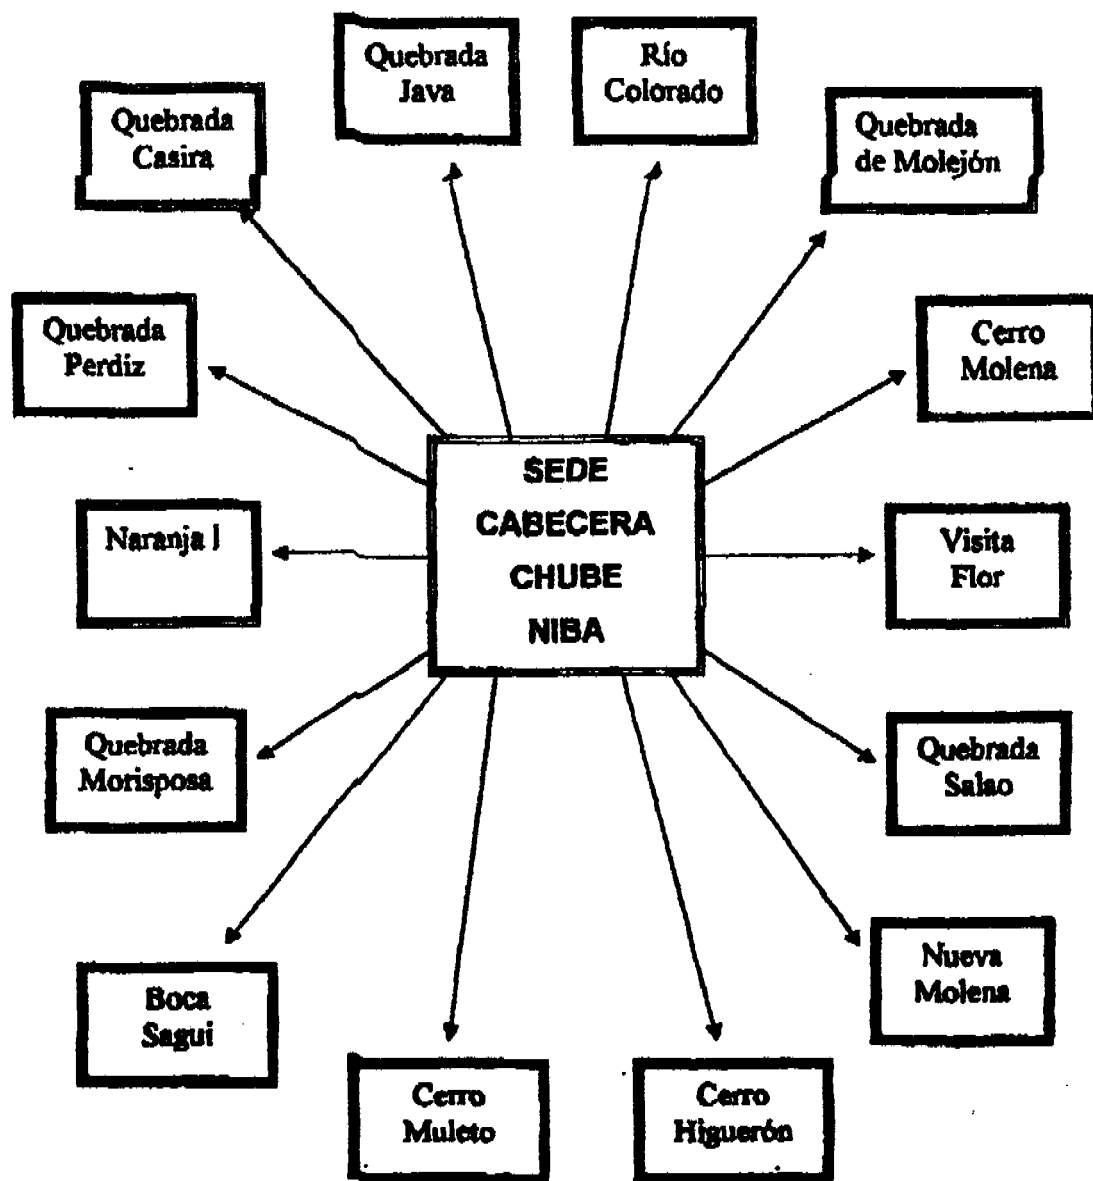 Quebrada
Java
Río
Colorado
Quebrada
Casira
Quebrada
de Molejón
Quebrada
Perdiz
Cerro
Molena
SEDE
CABECERA
CHUBE
NIBA
Naranja l
Visita
Flor
Quebrada
Morisposa
Quebrada
Salao
Nueva
Molena
Boca
Sagui
Cerro
Muleto
Cerro
Higuerón